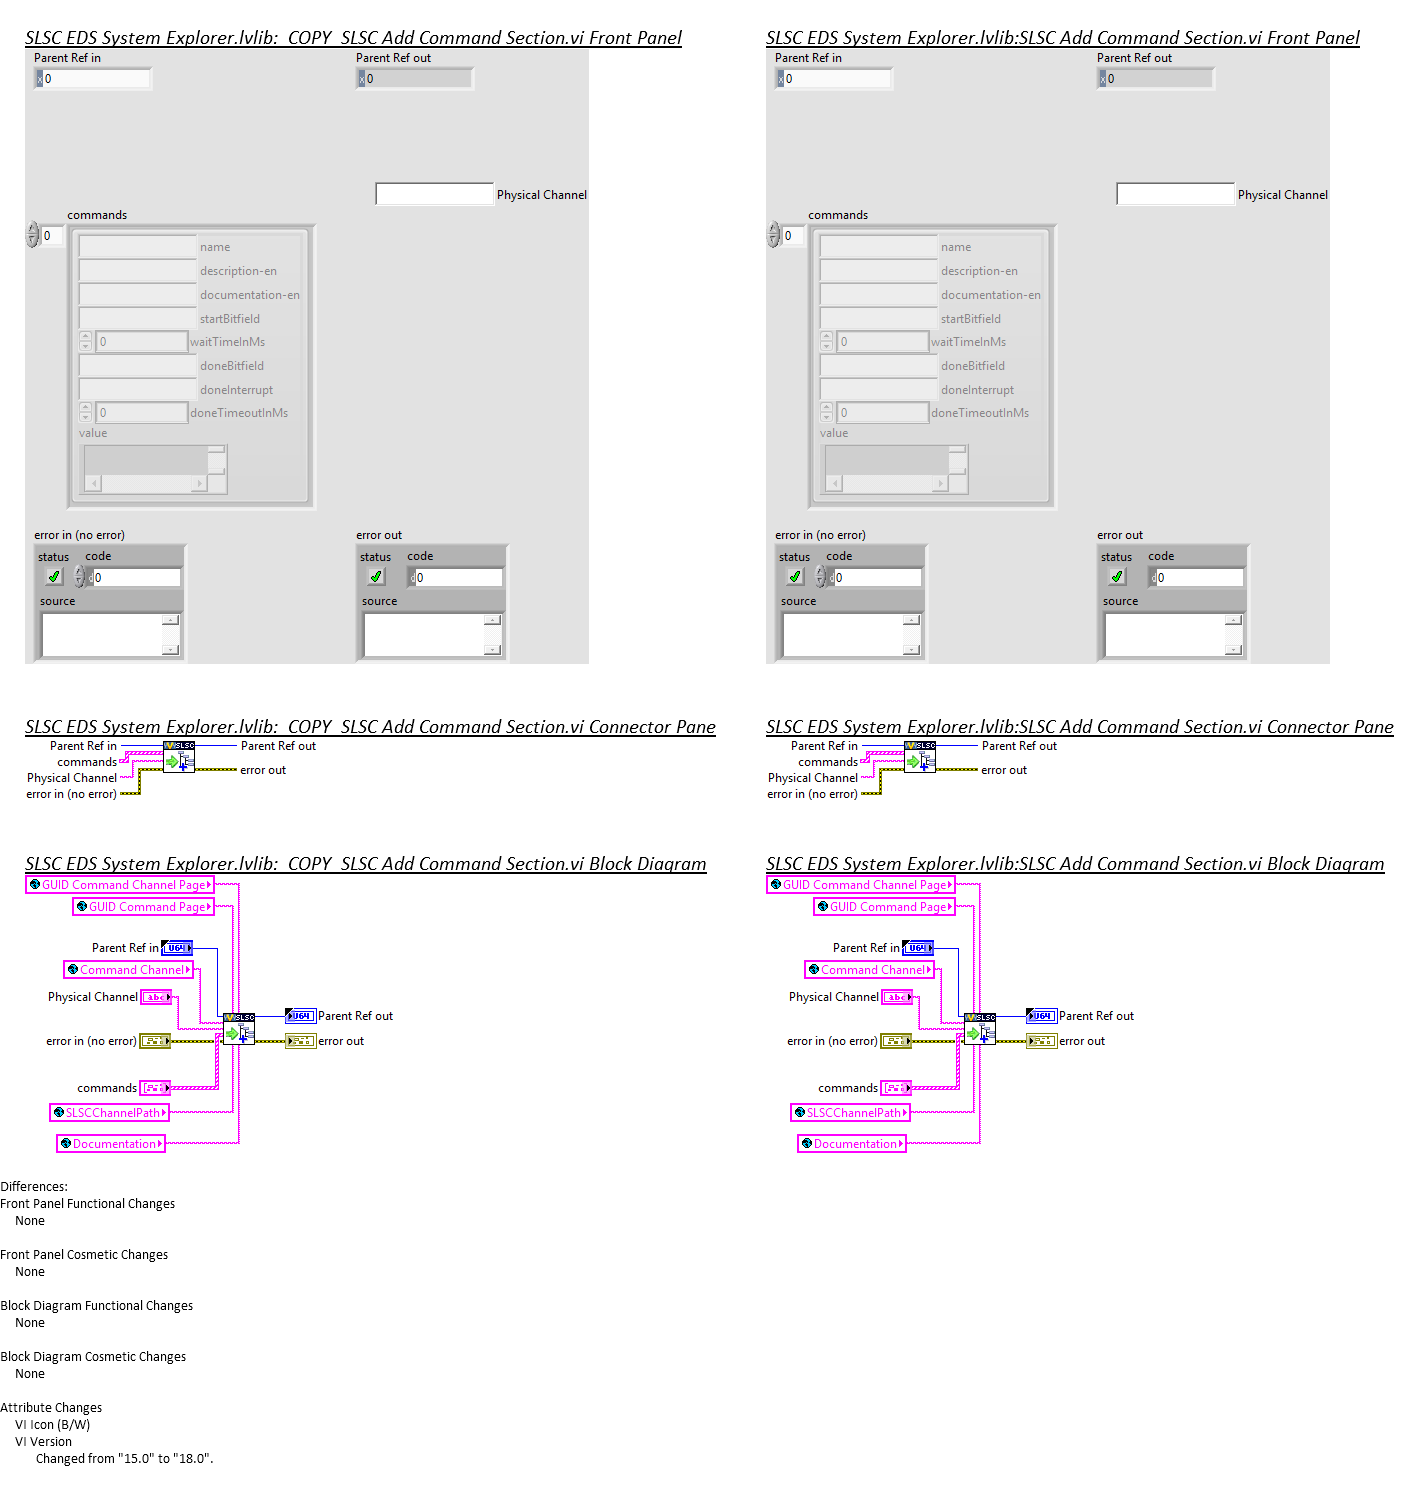 SLSC EDS System Explorer.lvlib:_COPY_SLSC Add Command Section.vi Front Panel
Parent Ref in
Parent Ref out
x 0
x 0
Physical Channel
commands
0
name
description-en
documentation-en
startBitfield
0 waitTimeInMs
doneBitfield
doneInterrupt
0 doneTimeoutInMs
value
error in (no error)
error out
status code
status code
0
0
source
source
SLSC EDS System Explorer.lvlib:SLSC Add Command Section.vi Front Panel
Parent Ref in
Parent Ref out
x 0
x 0
Physical Channel
commands
0
name
description-en
documentation-en
startBitfield
0 waitTimeInMs
doneBitfield
doneInterrupt
0 doneTimeoutInMs
value
error in (no error)
error out
status code
status code
0
0
source
source
SLSC EDS System Explorer.lvlib:_COPY_SLSC Add Command Section.vi Connector Pane
Parent Ref in
SLSC
Parent Ref out
commands
Physical Channel
error out
error in (no error)
SLSC EDS System Explorer.lvlib:SLSC Add Command Section.vi Connector Pane
Parent Ref in
SLSC
Parent Ref out
commands
Physical Channel
error out
error in (no error)
SLSC EDS System Explorer.lvlib:_COPY_SLSC Add Command Section.vi Block Diagram
GUID Command Channel Page
GUID Command Page
Parent Ref in U64
Command Channel
Physical Channel abc
SLSC
U64 Parent Ref out
error in (no error)
error out
commands
SLSCChannelPath
Documentation
SLSC EDS System Explorer.lvlib:SLSC Add Command Section.vi Block Diagram
GUID Command Channel Page
GUID Command Page
Parent Ref in U64
Command Channel
Physical Channel abc
SLSC
U64 Parent Ref out
error in (no error)
error out
commands
SLSCChannelPath
Documentation
Differences:
Front Panel Functional Changes
None
Front Panel Cosmetic Changes
None
Block Diagram Functional Changes
None
Block Diagram Cosmetic Changes
None
Attribute Changes
VI Icon (B/W)
VI Version
Changed from "15.0" to "18.0".